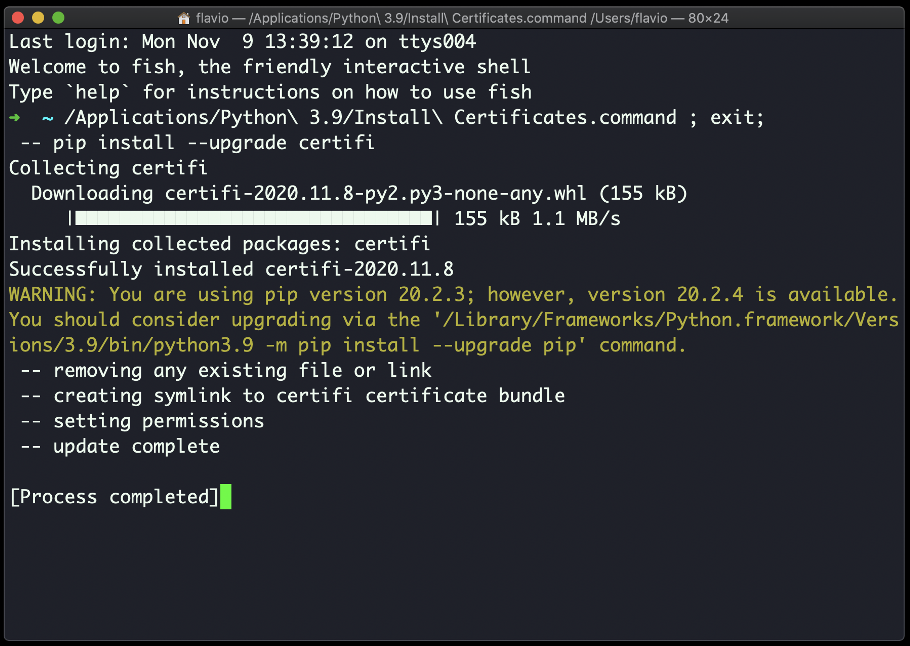 flavio — /Applications/Python\ 3.9/Install\ Certificates.command /Users/flavio — 80×24
Last login: Mon Nov  9 13:39:12 on ttys004
Welcome to fish, the friendly interactive shell
Type `help` for instructions on how to use fish
➜  ~ /Applications/Python\ 3.9/Install\ Certificates.command ; exit;
 -- pip install --upgrade certifi
Collecting certifi
  Downloading certifi-2020.11.8-py2.py3-none-any.whl (155 kB)
     |████████████████████████████████| 155 kB 1.1 MB/s
Installing collected packages: certifi
Successfully installed certifi-2020.11.8
WARNING: You are using pip version 20.2.3; however, version 20.2.4 is available.
You should consider upgrading via the '/Library/Frameworks/Python.framework/Vers
ions/3.9/bin/python3.9 -m pip install --upgrade pip' command.
 -- removing any existing file or link
 -- creating symlink to certifi certificate bundle
 -- setting permissions
 -- update complete

[Process completed]